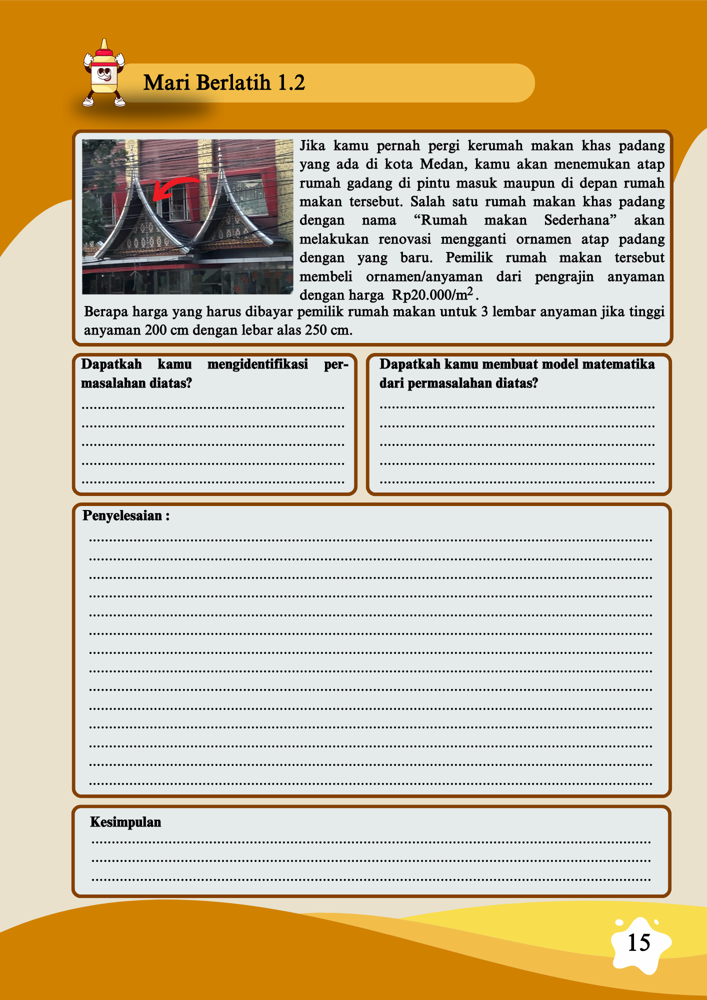 Mari Berlatih 1.2
Jika kamu pernah pergi kerumah makan khas padang
yang ada di kota Medan, kamu akan menemukan atap
rumah gadang di pintu masuk maupun di depan rumah
makan tersebut. Salah satu rumah makan khas padang
dengan nama “Rumah makan Sederhana” akan
melakukan renovasi mengganti ornamen atap padang
dengan yang baru. Pemilik rumah makan tersebut
membeli ornamen/anyaman dari pengrajin anyaman
dengan harga Rp20.000/m².
Berapa harga yang harus dibayar pemilik rumah makan untuk 3 lembar anyaman jika tinggi
anyaman 200 cm dengan lebar alas 250 cm.
Dapatkah kamu mengidentifikasi per-
masalahan diatas?
Dapatkah kamu membuat model matematika
dari permasalahan diatas?
Penyelesaian :
Kesimpulan
15